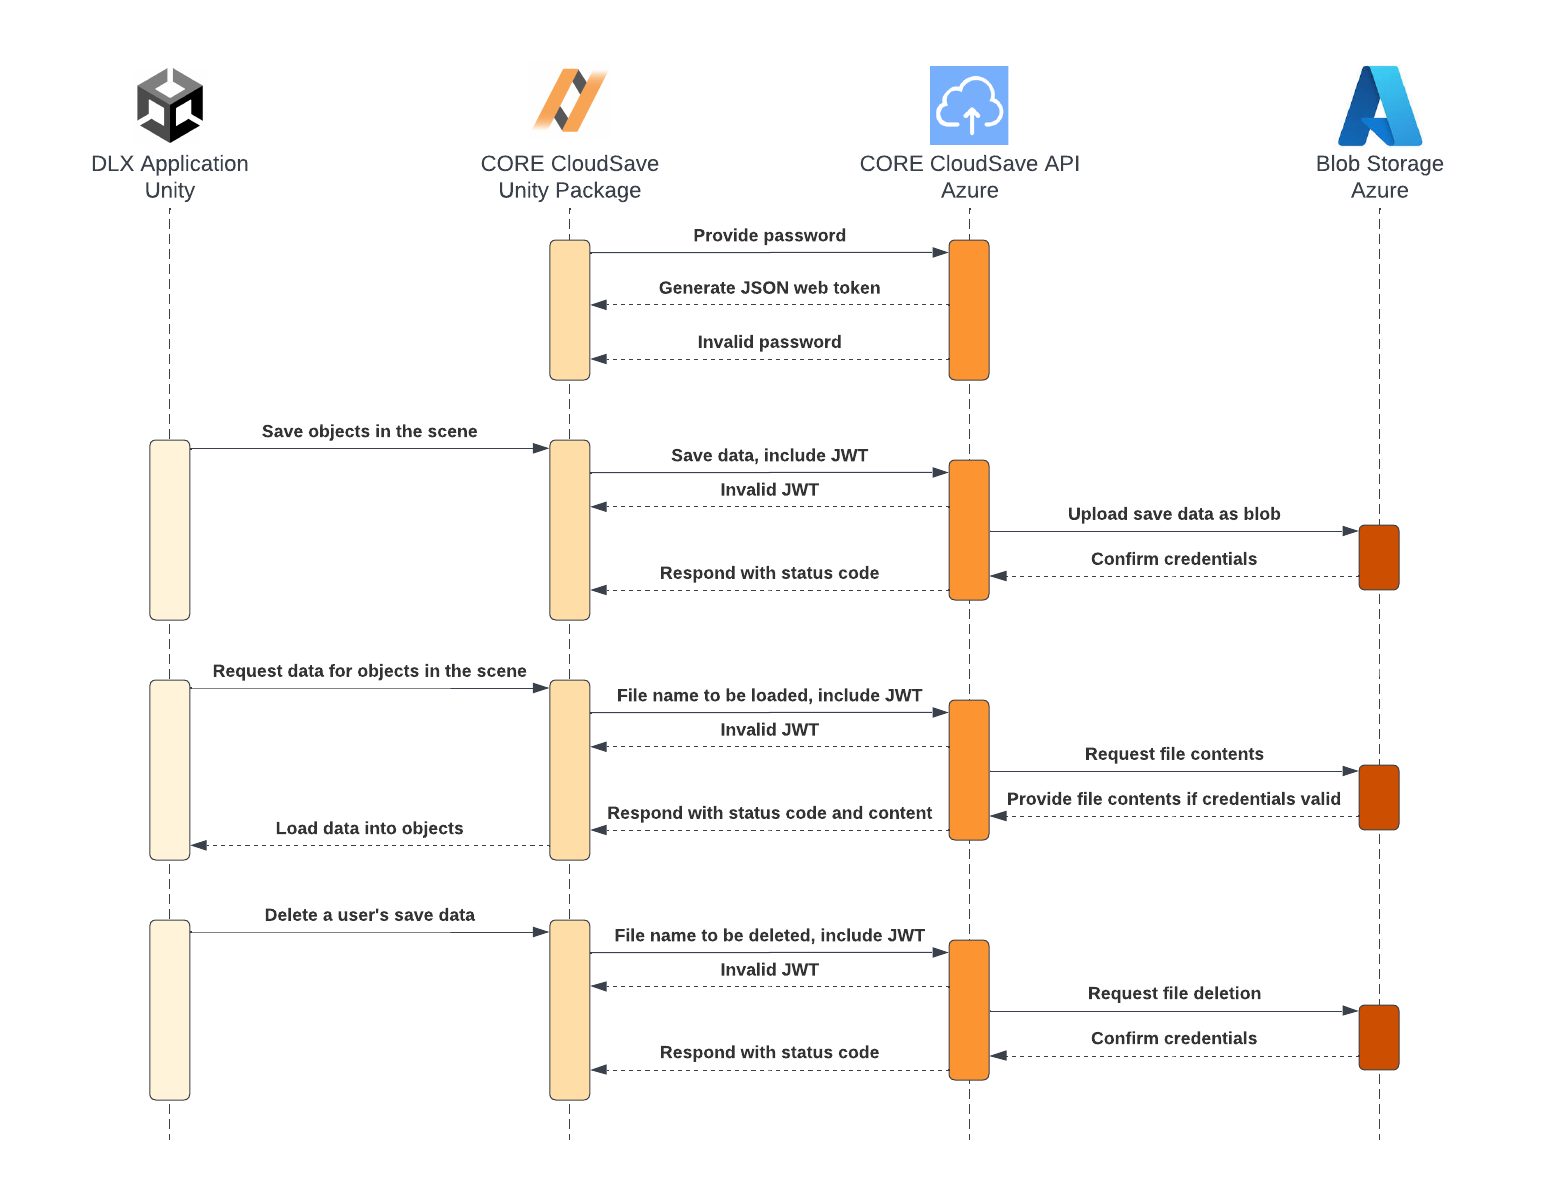 DLX Application
Unity
CORE CloudSave
Unity Package
CORE CloudSave API
Azure
Blob Storage
Azure
Provide password
Generate JSON web token
Invalid password
Save objects in the scene
Save data, include JWT
Invalid JWT
Upload save data as blob
Confirm credentials
Respond with status code
Request data for objects in the scene
File name to be loaded, include JWT
Invalid JWT
Request file contents
Provide file contents if credentials valid
Respond with status code and content
Load data into objects
Delete a user's save data
File name to be deleted, include JWT
Invalid JWT
Request file deletion
Confirm credentials
Respond with status code